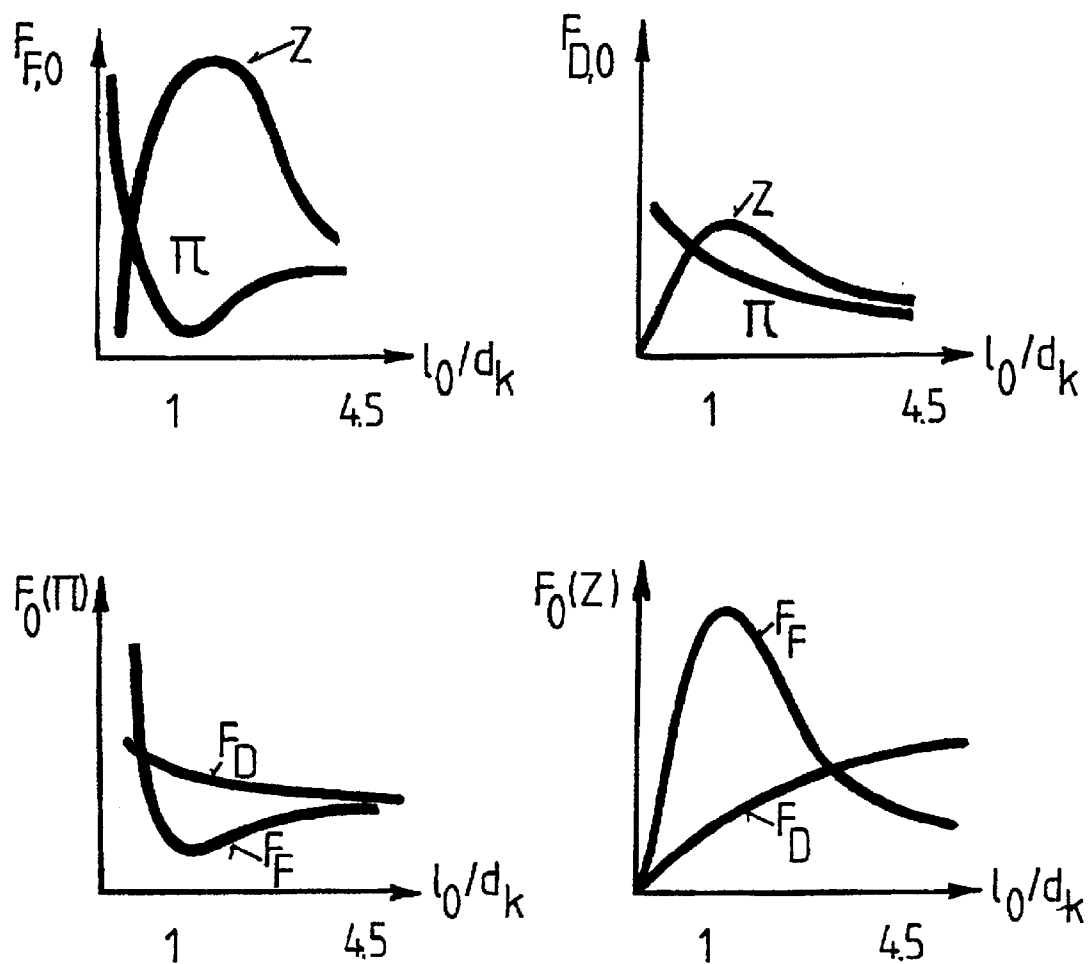 F_F,0
Z
Π
l_0/d_k
1 4.5
F_D,0
Z
Π
l_0/d_k
1 4.5
F_0(Π)
F_D
F_F
l_0/d_k
1 4.5
F_0(Z)
F_F
F_D
l_0/d_k
1 4.5